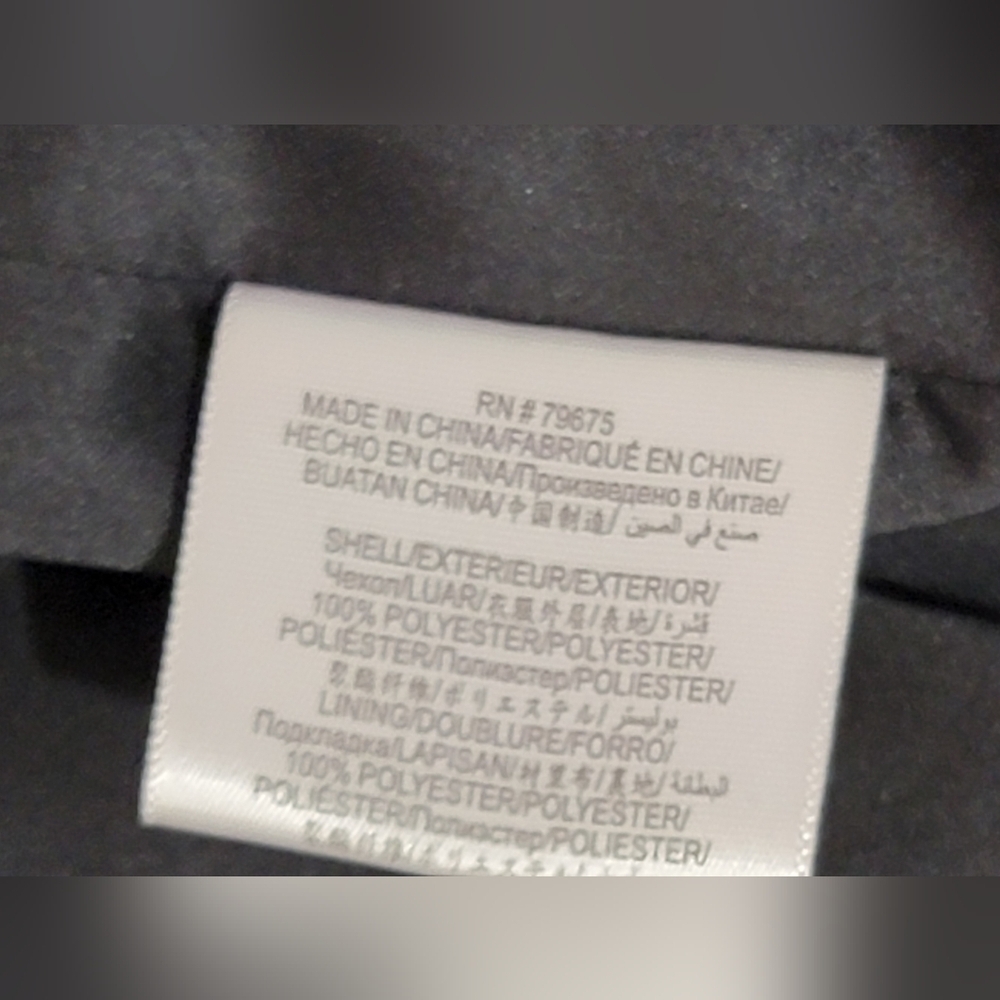 RN # 79675
MADE IN CHINA/FABRIQUÉ EN CHINE/
HECHO EN CHINA/Произведено в Китае/
BUATAN CHINA/中国制造/ صنع في الصين
SHELL/EXTERIEUR/EXTERIOR/
Чехол/LUAR/在额外层/表地/قشرة
100% POLYESTER/POLYESTER/
POLIÉSTER/Полиэстер/POLIESTER/
聚酯纤维/ポリエステル/ بوليستر
LINING/DOUBLURE/FORRO/
Подкладка/LAPISAN/衬里布/裏地/البطانة
100% POLYESTER/POLYESTER/
POLIÉSTER/Полиэстер/POLIESTER/